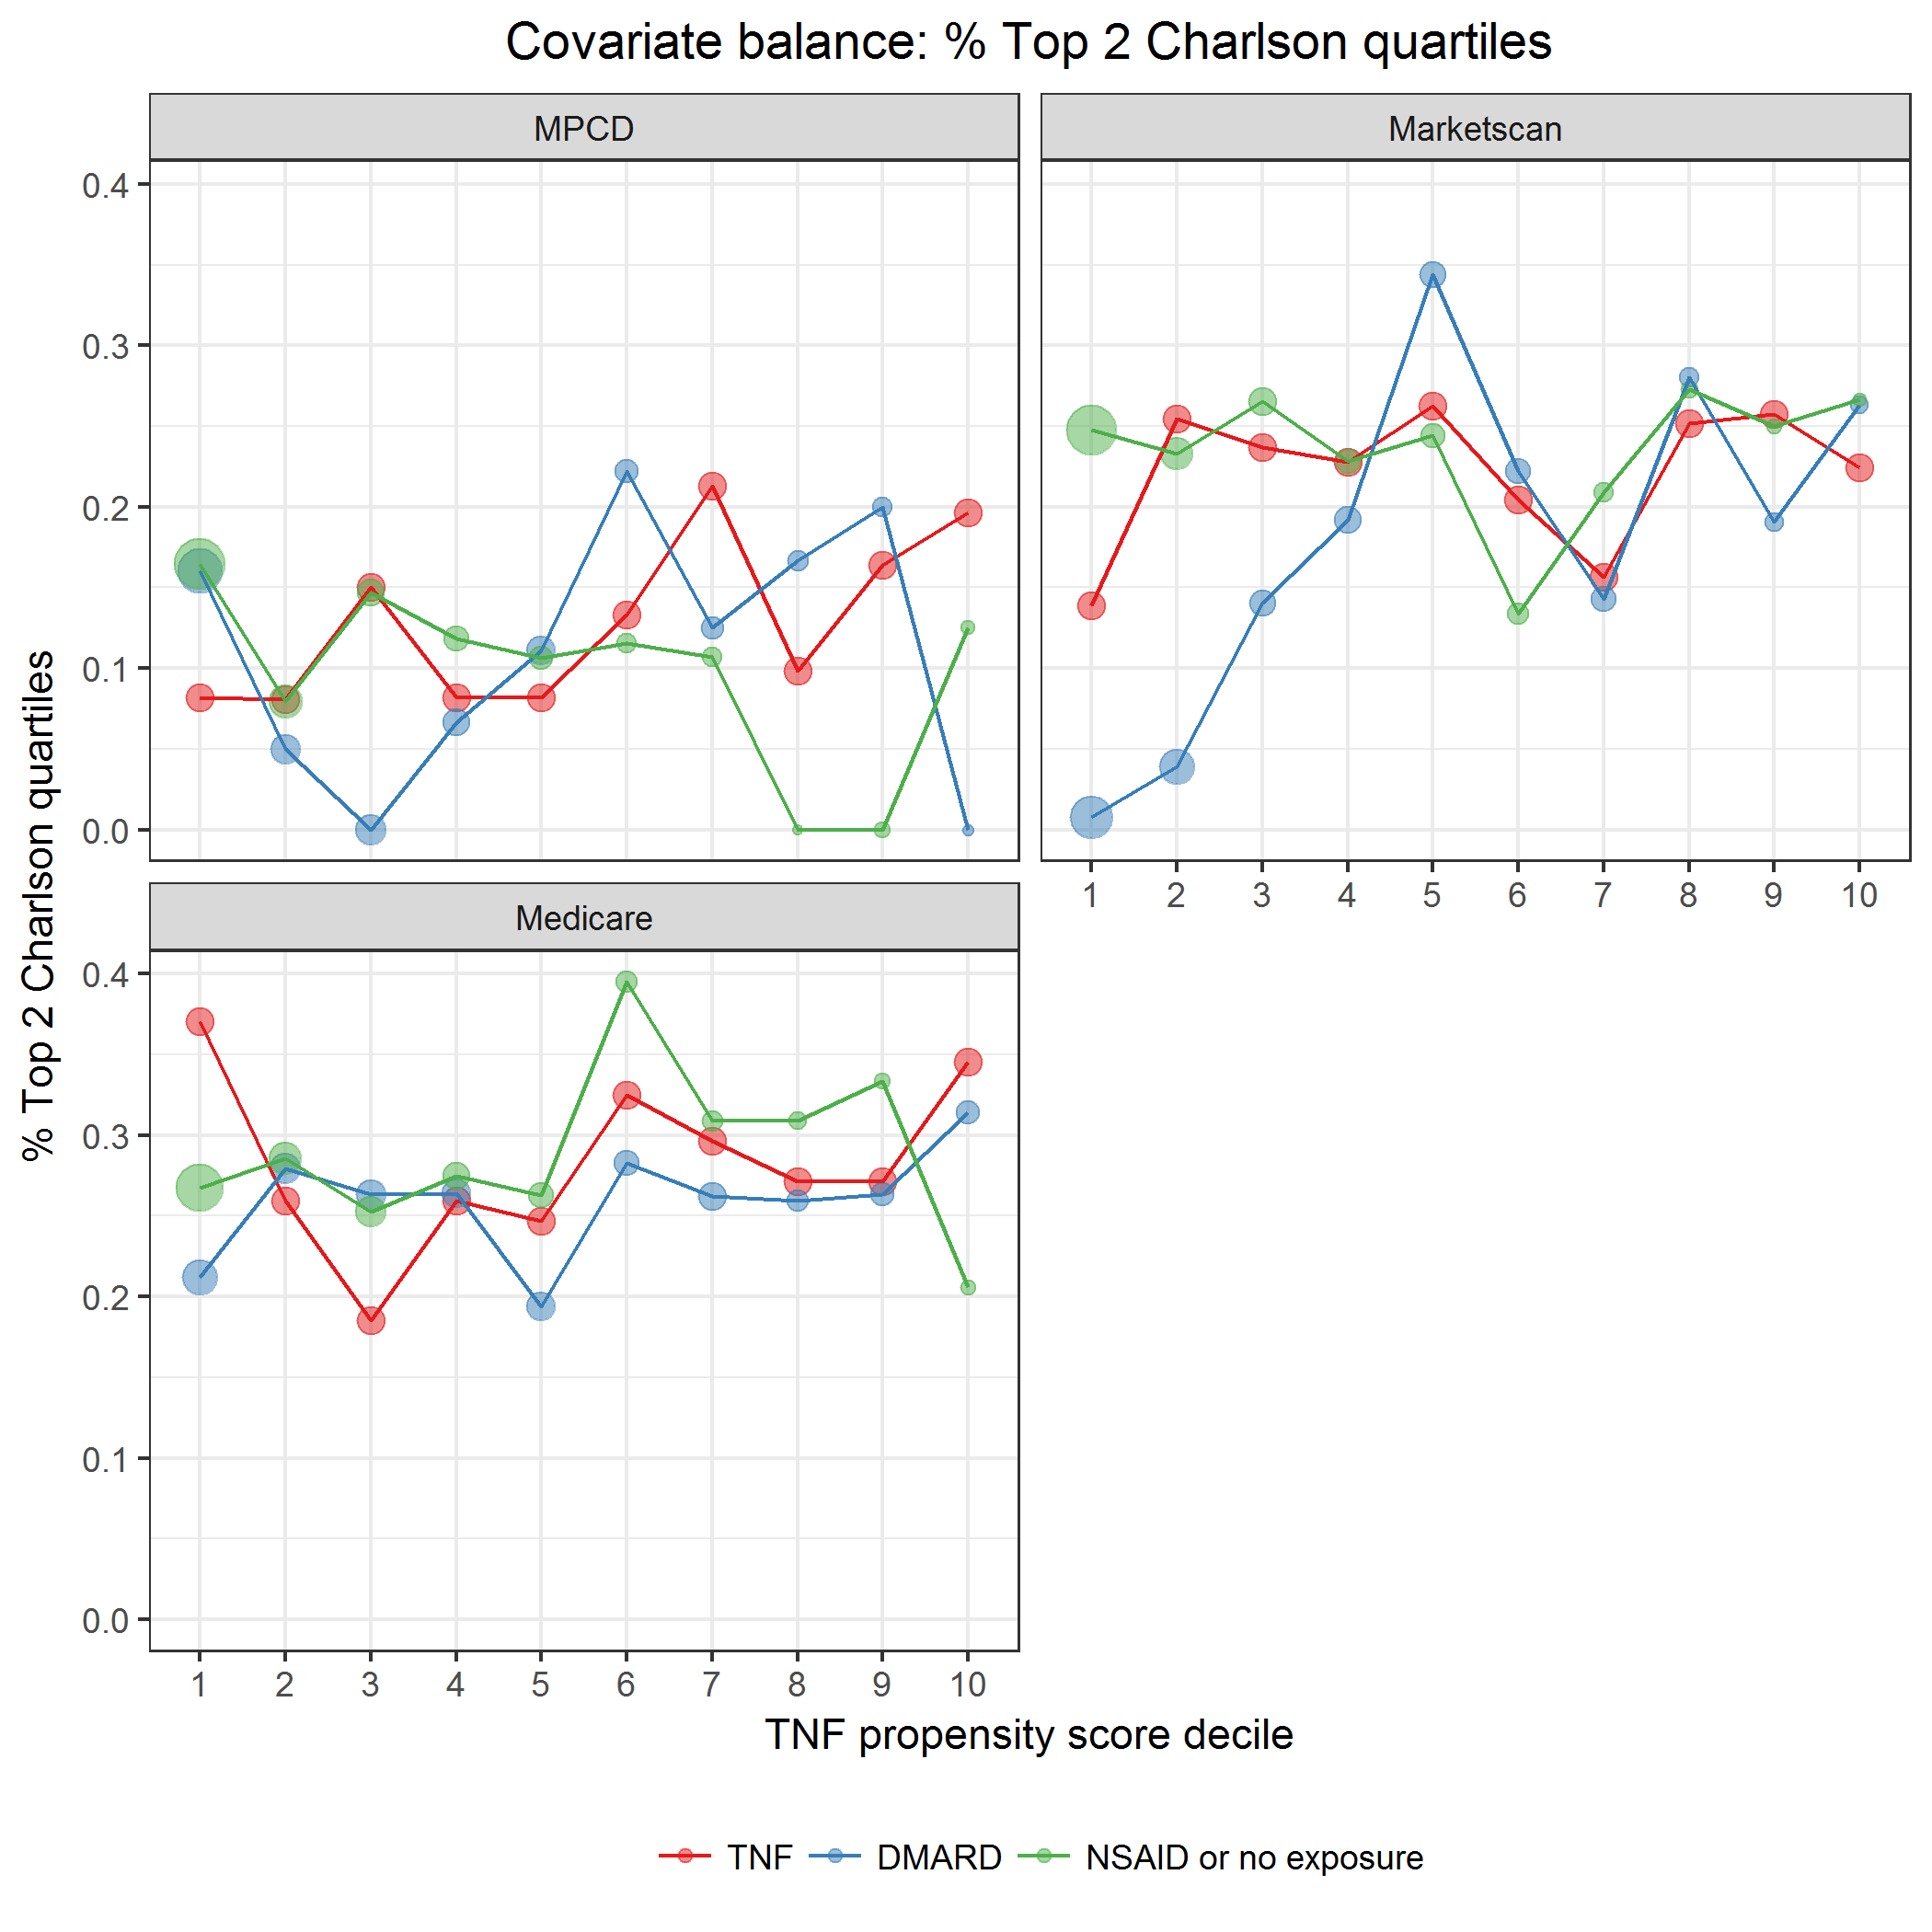 Covariate balance: % Top 2 Charlson quartiles
MPCD
Marketscan
0.4
0.3
0.2
0.1
0.0
1 2 3 4 5 6 7 8 9 10
Medicare
0.4
0.3
0.2
0.1
0.0
1 2 3 4 5 6 7 8 9 10
% Top 2 Charlson quartiles
TNF propensity score decile
TNF DMARD NSAID or no exposure